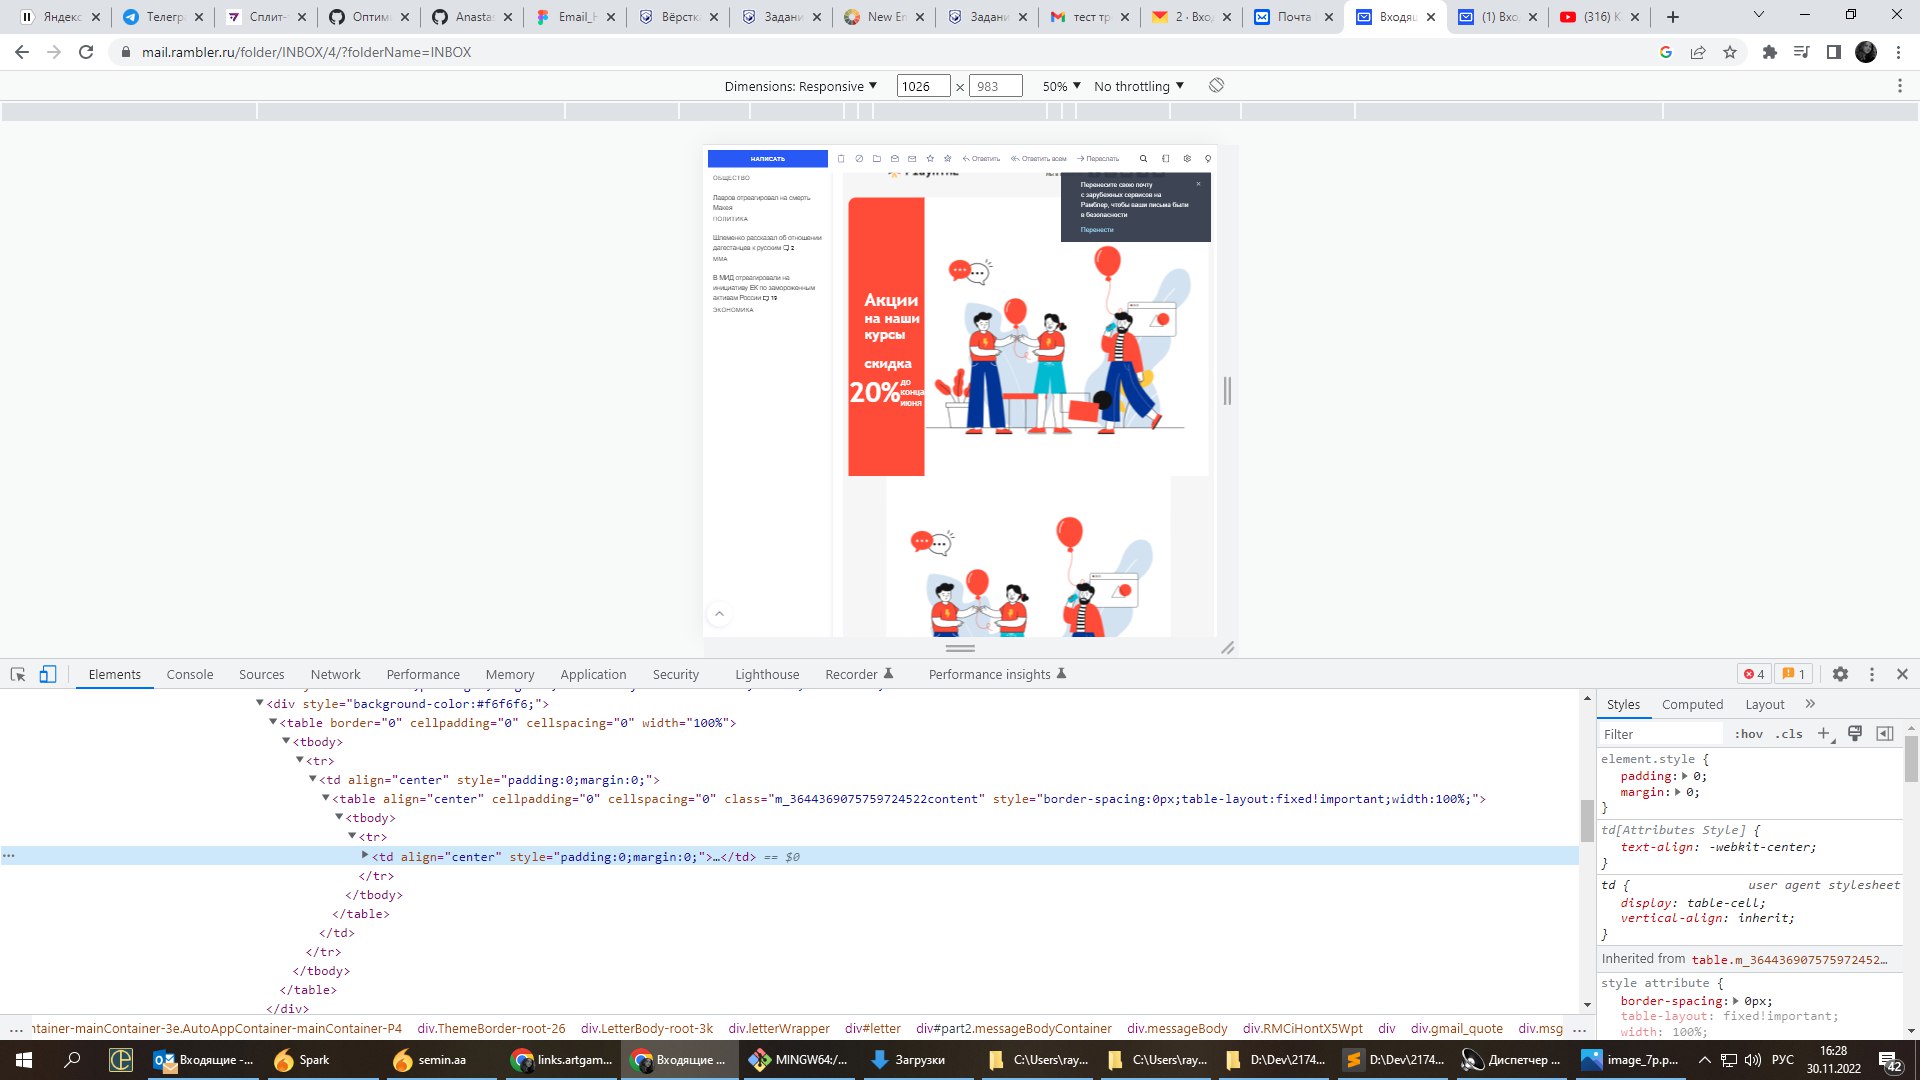 Яндекс
Телегр
Сплит-
Оптим
Anasta
Email_H
Вёрстк
Задани
New En
Задани
тест тр
2 · Вхо
Почта
Входящ
(1) Вхо
(316) К
mail.rambler.ru/folder/INBOX/4/?folderName=INBOX
Dimensions: Responsive ▼ 1026 × 983 50% ▼ No throttling ▼
НАПИСАТЬ
Ответить
Ответить всем
Переслать
ОБЩЕСТВО
Лавров отреагировал на смерть
Макея
ПОЛИТИКА
Шлеменко рассказал об отношении
дагестанцев к русским 2
MMA
В МИД отреагировали на
инициативу ЕК по замороженным
активам России 19
ЭКОНОМИКА
Перенесите свою почту
с зарубежных сервисов на
Рамблер, чтобы ваши письма были
в безопасности
Перенести
Акции
на наши
курсы
скидка
20% до
конца
июня
Elements Console Sources Network Performance Memory Application Security Lighthouse Recorder Performance insights 4 1
<div style="background-color:#f6f6f6;">
<table border="0" cellpadding="0" cellspacing="0" width="100%">
<tbody>
<tr>
<td align="center" style="padding:0;margin:0;">
<table align="center" cellpadding="0" cellspacing="0" class="m_3644369075759724522content" style="border-spacing:0px;table-layout:fixed!important;width:100%;">
<tbody>
<tr>
<td align="center" style="padding:0;margin:0;">…</td> == $0
</tr>
</tbody>
</table>
</td>
</tr>
</tbody>
</table>
</div>
... ntainer-mainContainer-3e.AutoAppContainer-mainContainer-P4 div.ThemeBorder-root-26 div.LetterBody-root-3k div.letterWrapper div#letter div#part2.messageBodyContainer div.messageBody div.RMCiHontX5Wpt div div.gmail_quote div.msg ...
Styles Computed Layout »
Filter :hov .cls +
element.style {
padding: 0;
margin: 0;
}
td[Attributes Style] {
text-align: -webkit-center;
}
td { user agent stylesheet
display: table-cell;
vertical-align: inherit;
}
Inherited from table.m_364436907575972452…
style attribute {
border-spacing: 0px;
table-layout: fixed!important;
width: 100%;
Входящие -...
Spark
semin.aa
links.artgam...
Входящие ...
MINGW64:/...
Загрузки
C:\Users\ray...
C:\Users\ray...
D:\Dev\2174...
D:\Dev\2174...
Диспетчер ...
image_7p.p...
РУС
16:28
30.11.2022
42